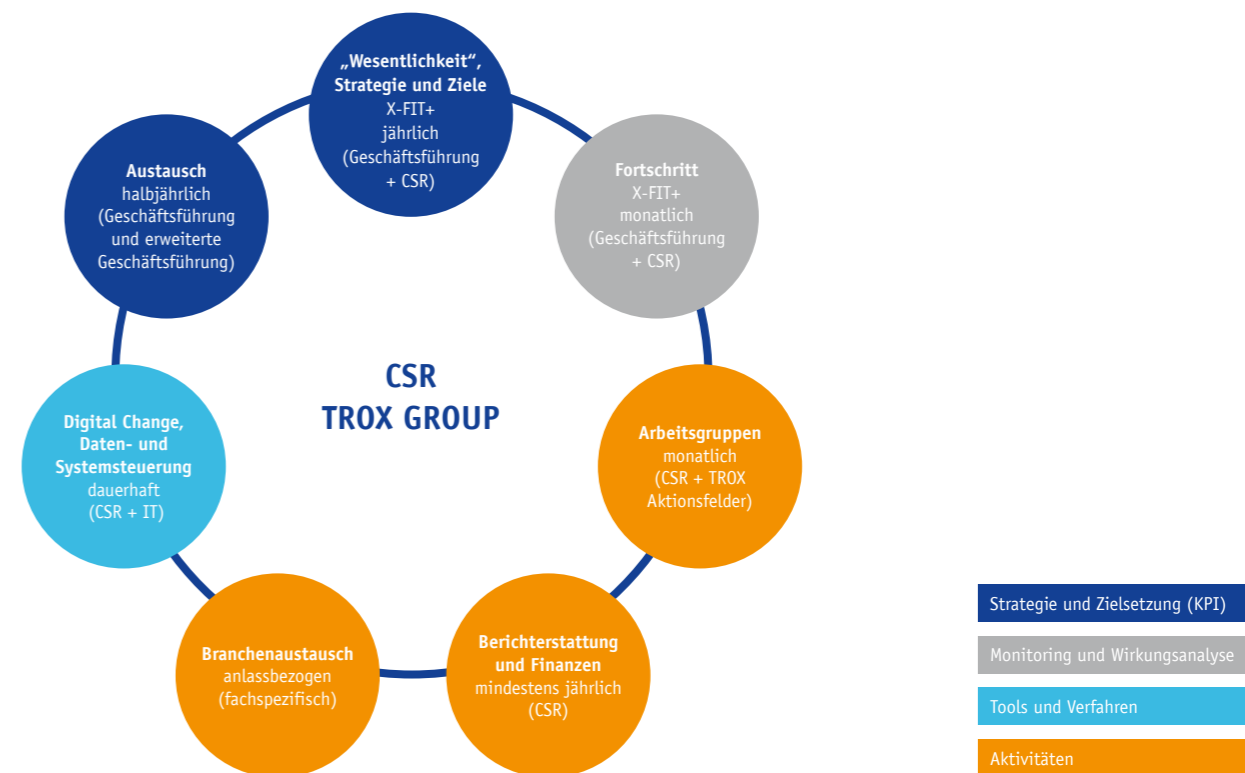 „Wesentlichkeit“,
Strategie und Ziele
X-FIT+
jährlich
(Geschäftsführung
+ CSR)
Fortschritt
X-FIT+
monatlich
(Geschäftsführung
+ CSR)
Arbeitsgruppen
monatlich
(CSR + TROX
Aktionsfelder)
Berichterstattung
und Finanzen
mindestens jährlich
(CSR)
Branchenaustausch
anlassbezogen
(fachspezifisch)
Digital Change,
Daten- und
Systemsteuerung
dauerhaft
(CSR + IT)
Austausch
halbjährlich
(Geschäftsführung
und erweiterte
Geschäftsführung)
CSR
TROX GROUP
Strategie und Zielsetzung (KPI)
Monitoring und Wirkungsanalyse
Tools und Verfahren
Aktivitäten